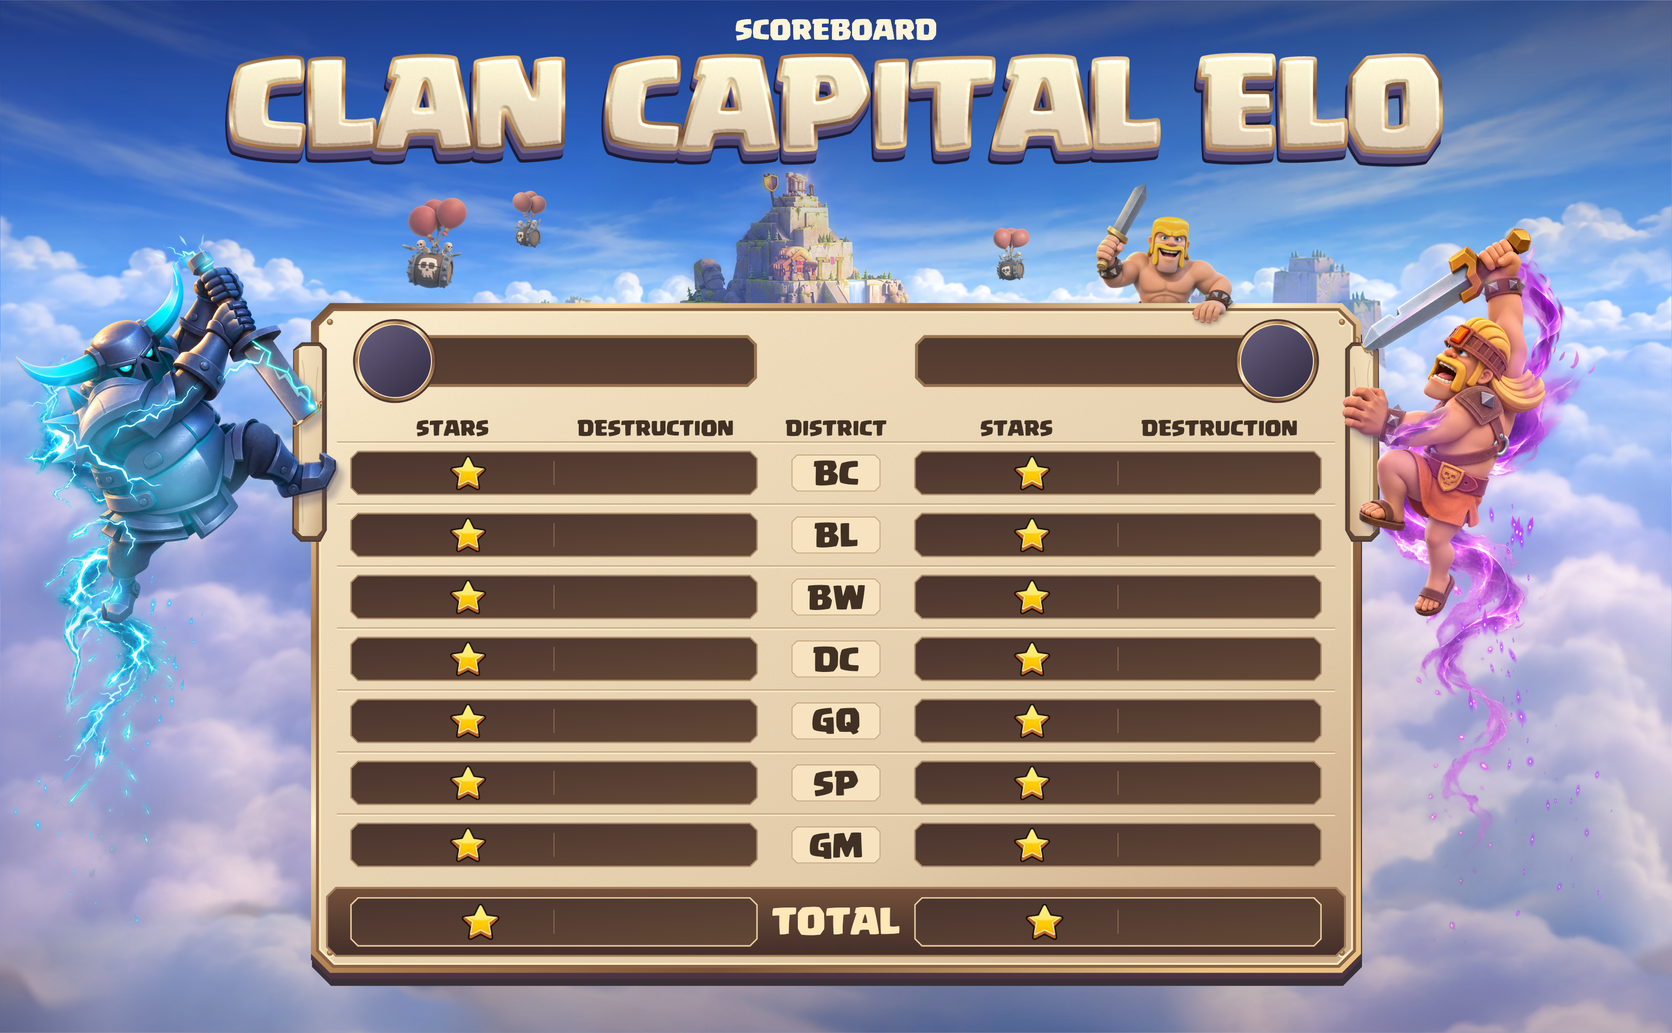 SCOREBOARD
CLAN CAPITAL ELO
STARS DESTRUCTION DISTRICT STARS DESTRUCTION
BC
BL
BW
DC
GQ
SP
GM
TOTAL